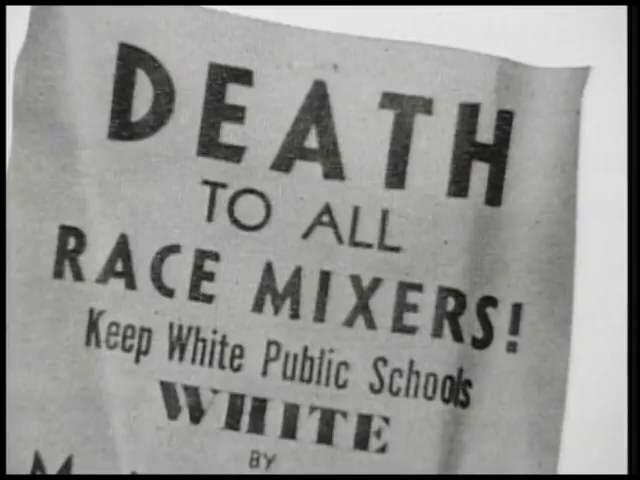 DEATH
TO ALL
RACE MIXERS!
Keep White Public Schools
WHITE
BY